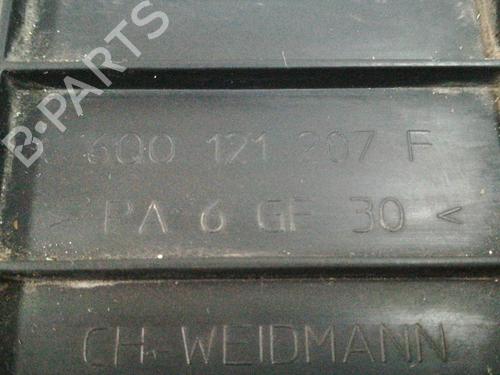 6Q0 121 207 F
> PA 6 GF 30 <
CH-WEIDMANN
B-PARTS